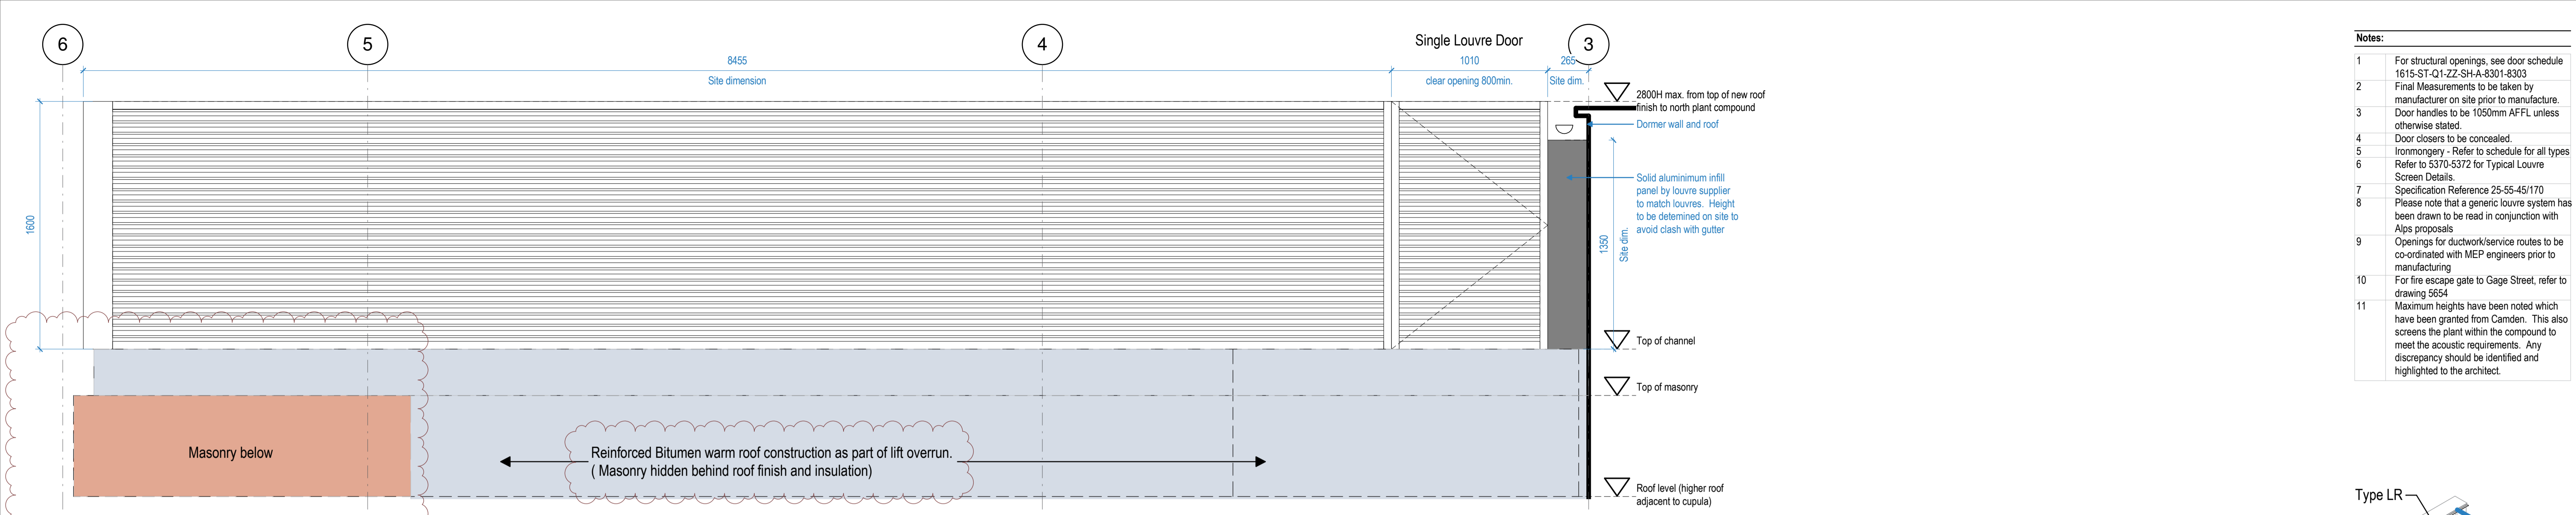 6
5
4
Single Louvre Door
3
8455
Site dimension
1010
clear opening 800min.
265
Site dim.
2800H max. from top of new roof
finish to north plant compound
Dormer wall and roof
1600
Solid aluminimum infill
panel by louvre supplier
to match louvres. Height
to be detemined on site to
avoid clash with gutter
1350
Site dim.
Top of channel
Top of masonry
Masonry below
Reinforced Bitumen warm roof construction as part of lift overrun.
( Masonry hidden behind roof finish and insulation)
Roof level (higher roof
adjacent to cupula)
Notes:
1 For structural openings, see door schedule
1615-ST-Q1-ZZ-SH-A-8301-8303
2 Final Measurements to be taken by
manufacturer on site prior to manufacture.
3 Door handles to be 1050mm AFFL unless
otherwise stated.
4 Door closers to be concealed.
5 Ironmongery - Refer to schedule for all types
6 Refer to 5370-5372 for Typical Louvre
Screen Details.
7 Specification Reference 25-55-45/170
8 Please note that a generic louvre system has
been drawn to be read in conjunction with
Alps proposals
9 Openings for ductwork/service routes to be
co-ordinated with MEP engineers prior to
manufacturing
10 For fire escape gate to Gage Street, refer to
drawing 5654
11 Maximum heights have been noted which
have been granted from Camden. This also
screens the plant within the compound to
meet the acoustic requirements. Any
discrepancy should be identified and
highlighted to the architect.
Type LR